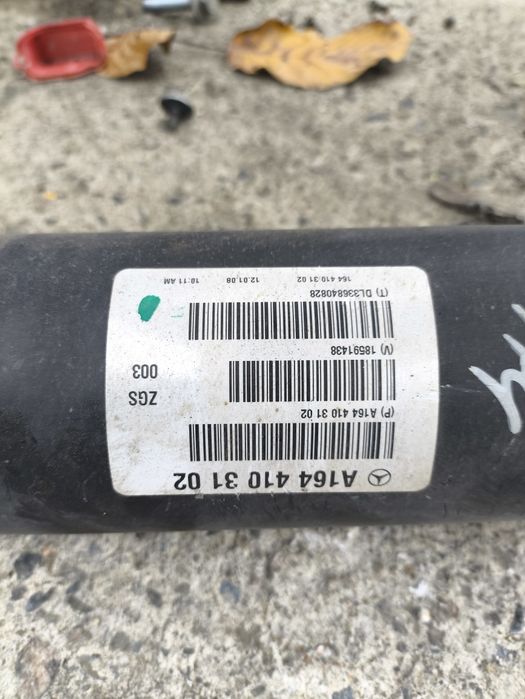 A164 410 31 02
(P) A164 410 31 02
ZGS
003
(V) 18591438
(T) DL336840828
164 410 31 02 12.01.08 10:11 AM